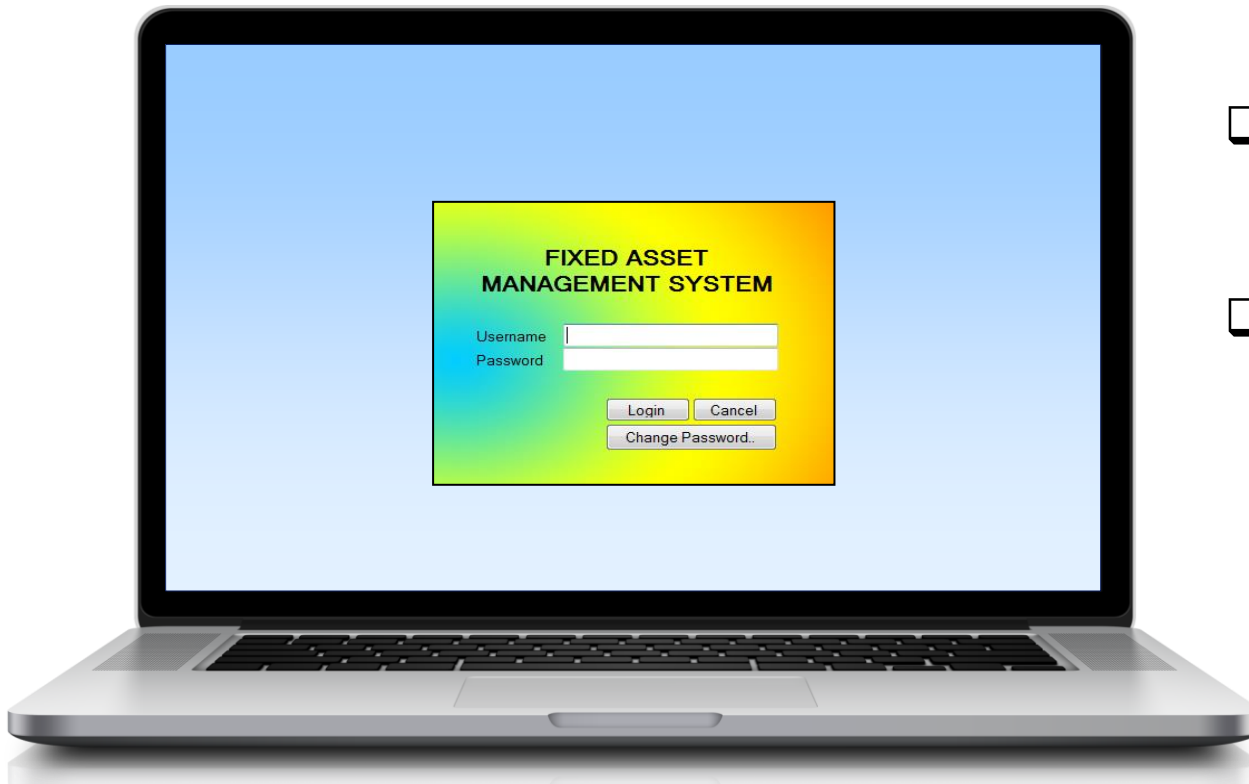 FIXED ASSET
MANAGEMENT SYSTEM
Username
Password
Login Cancel
Change Password..